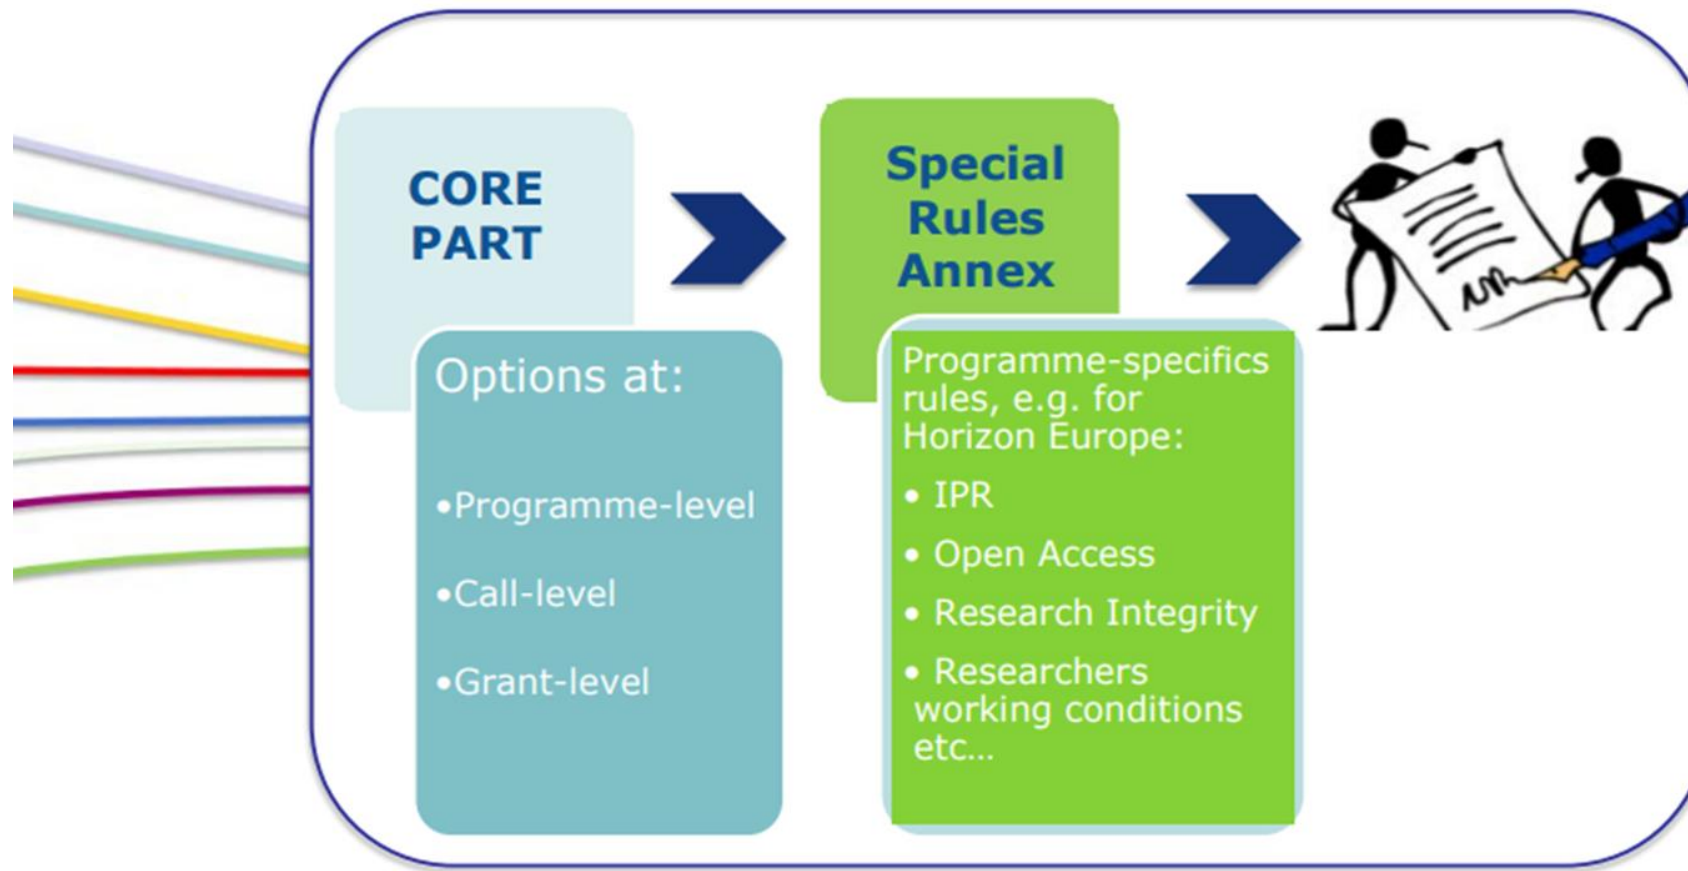 CORE
PART
Options at:
•Programme-level
•Call-level
•Grant-level
Special
Rules
Annex
Programme-specifics
rules, e.g. for
Horizon Europe:
• IPR
• Open Access
• Research Integrity
• Researchers
working conditions
etc...